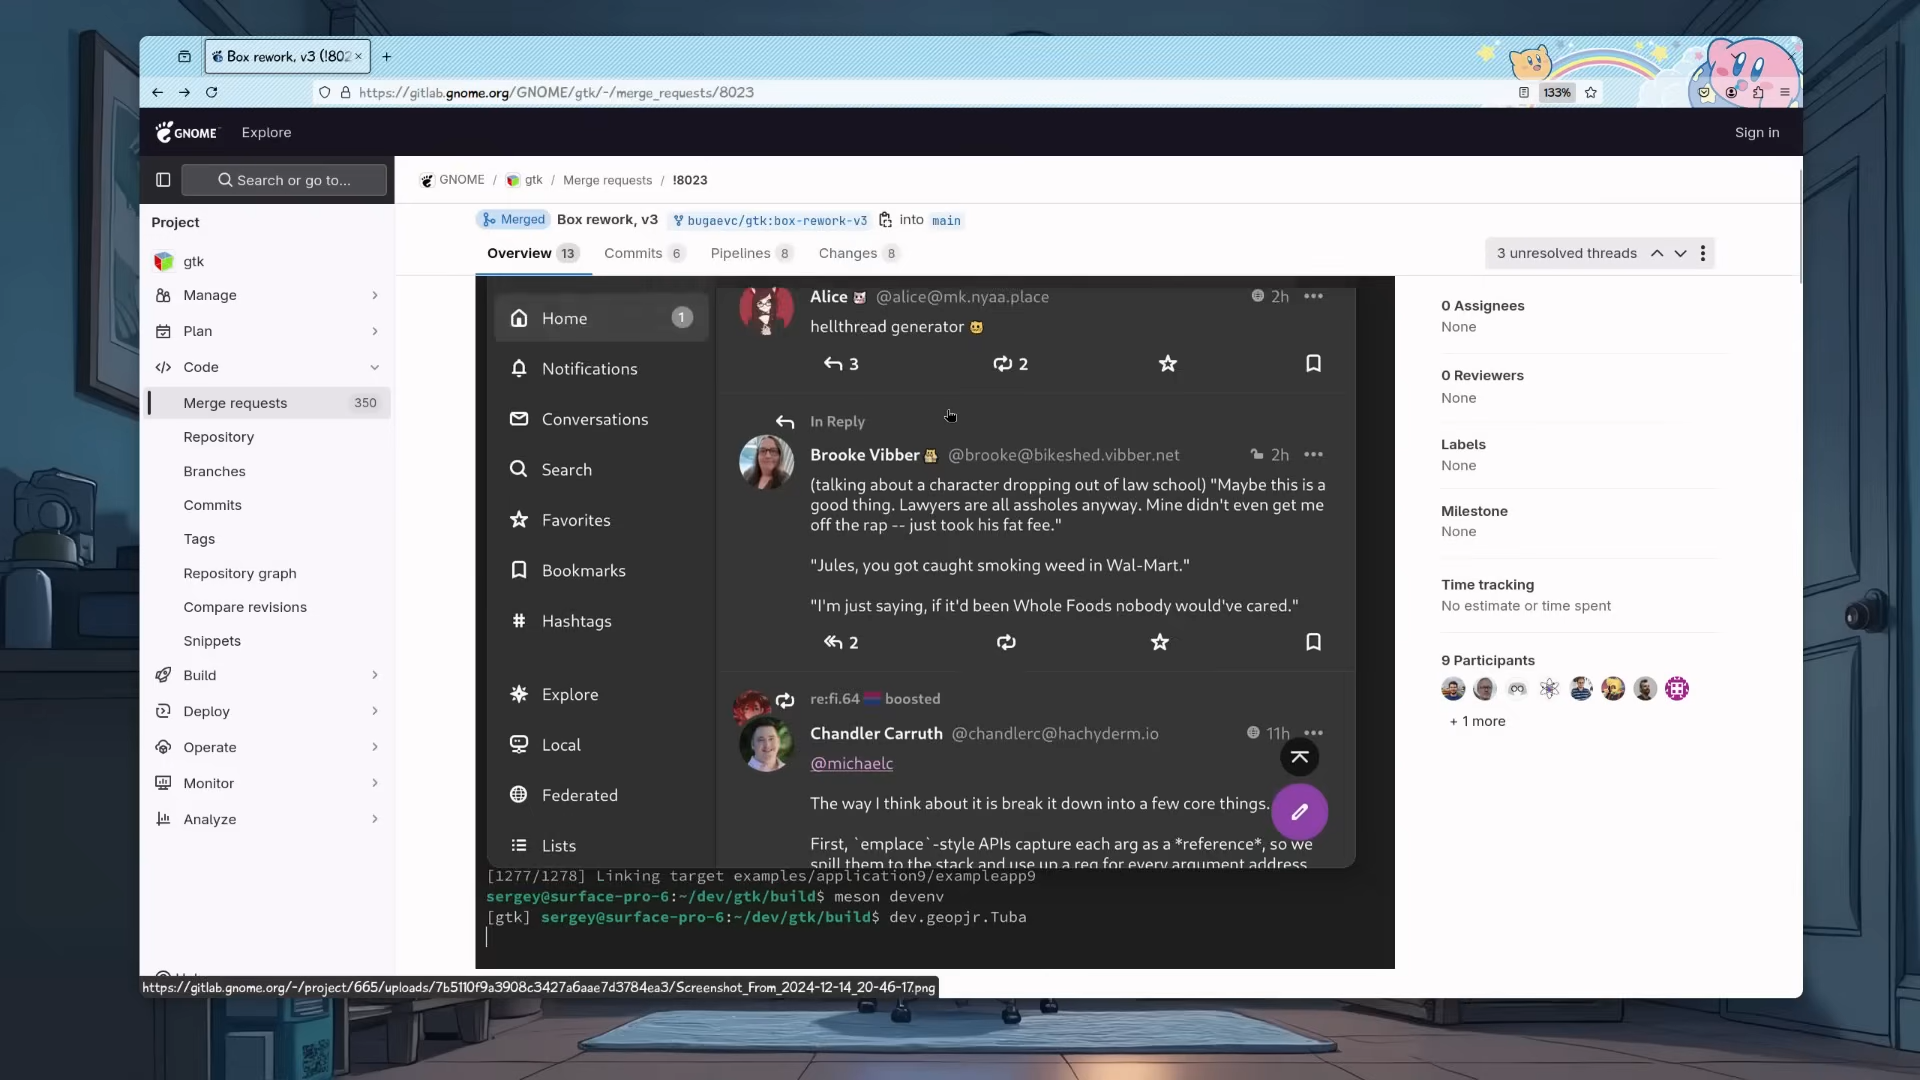 Box rework, v3 (!802
https://gitlab.gnome.org/GNOME/gtk/-/merge_requests/8023
133%
GNOME
Explore
Sign in
Search or go to...
GNOME / gtk / Merge requests / !8023
Project
Merged Box rework, v3 bugaevc/gtk:box-rework-v3 into main
Overview 13 Commits 6 Pipelines 8 Changes 8
3 unresolved threads
gtk
Manage
Plan
Code
Merge requests 350
Repository
Branches
Commits
Tags
Repository graph
Compare revisions
Snippets
Build
Deploy
Operate
Monitor
Analyze
Home 1
Notifications
Conversations
Search
Favorites
Bookmarks
Hashtags
Explore
Local
Federated
Lists
Alice @alice@mk.nyaa.place 2h
hellthread generator
3 2
In Reply
Brooke Vibber @brooke@bikeshed.vibber.net 2h
(talking about a character dropping out of law school) "Maybe this is a
good thing. Lawyers are all assholes anyway. Mine didn't even get me
off the rap -- just took his fat fee."
"Jules, you got caught smoking weed in Wal-Mart."
"I'm just saying, if it'd been Whole Foods nobody would've cared."
2
re:fi.64 boosted
Chandler Carruth @chandlerc@hachyderm.io 11h
@michaelc
The way I think about it is break it down into a few core things.
First, `emplace`-style APIs capture each arg as a *reference*, so we
spill them to the stack and use up a reg for every argument address
[1277/1278] Linking target examples/application9/exampleapp9
sergey@surface-pro-6:~/dev/gtk/build$ meson devenv
[gtk] sergey@surface-pro-6:~/dev/gtk/build$ dev.geopjr.Tuba
0 Assignees
None
0 Reviewers
None
Labels
None
Milestone
None
Time tracking
No estimate or time spent
9 Participants
+ 1 more
https://gitlab.gnome.org/-/project/665/uploads/7b5110f9a3908c3427a6aae7d3784ea3/Screenshot_From_2024-12-14_20-46-17.png